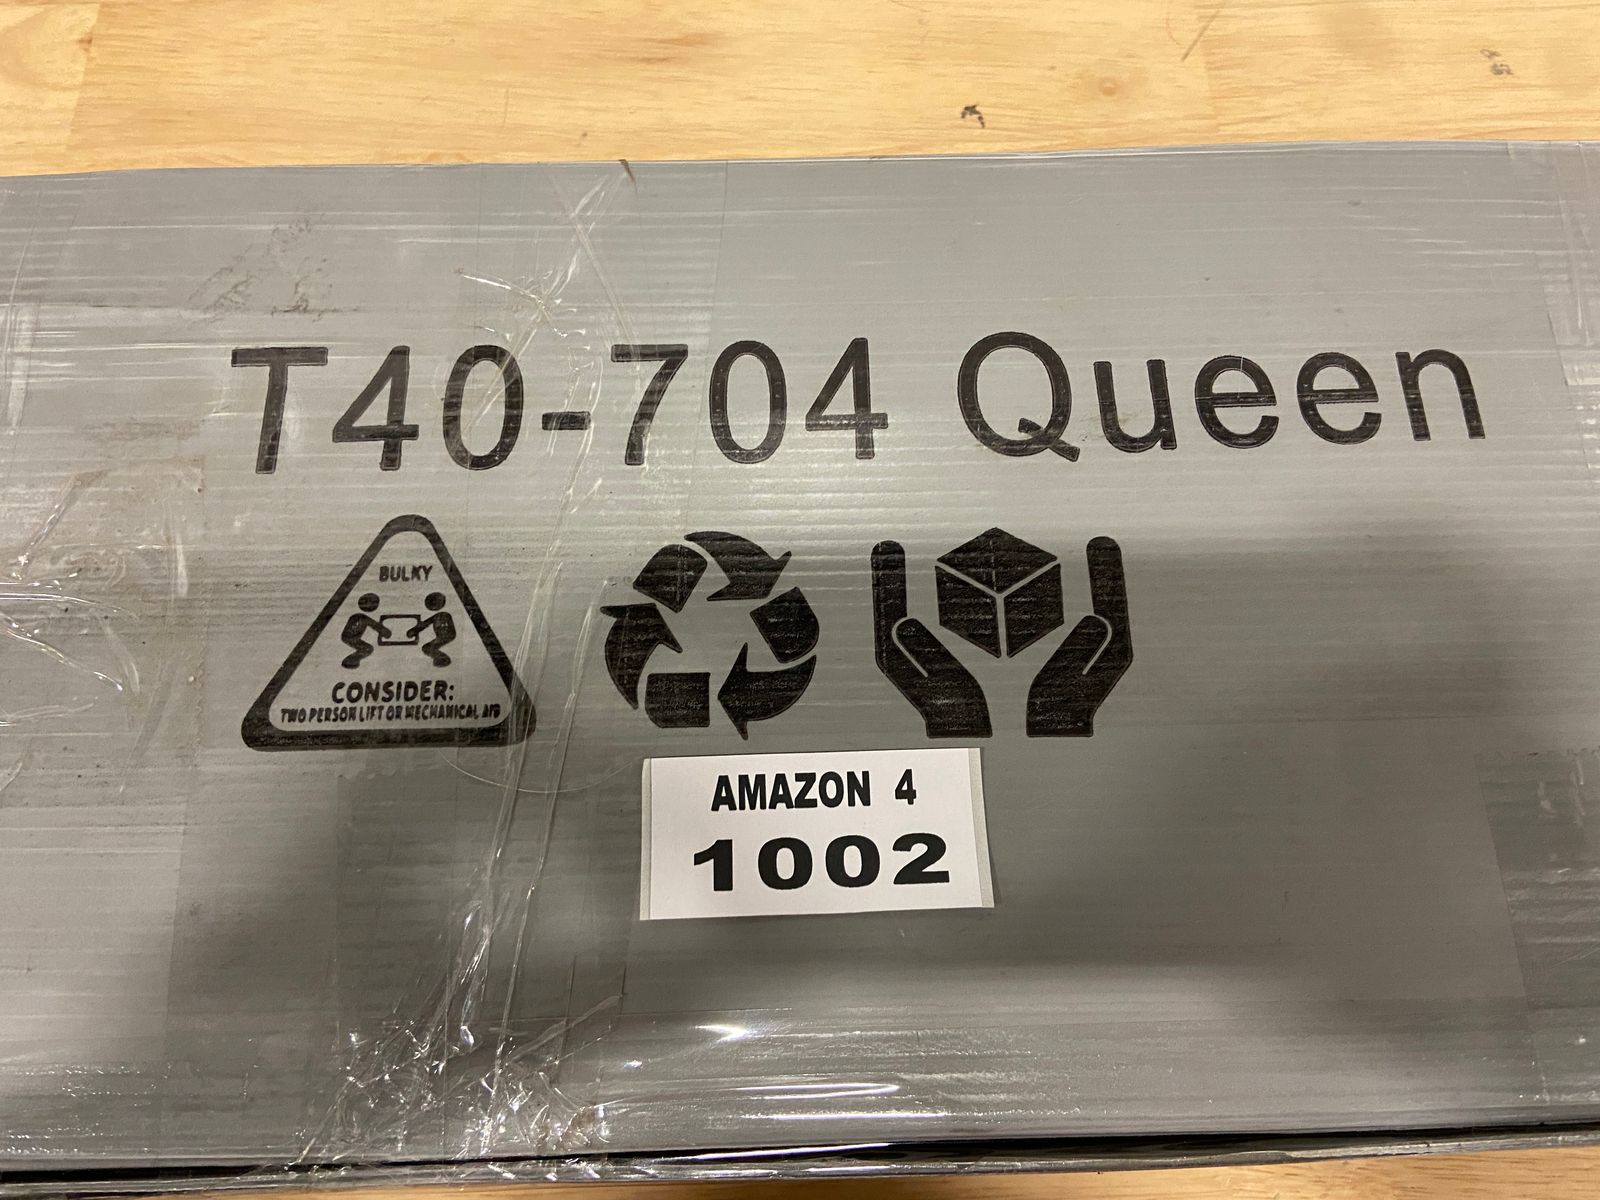 T40-704 Queen
BULKY
CONSIDER:
TWO PERSON LIFT OR MECHANICAL AID
AMAZON 4
1002